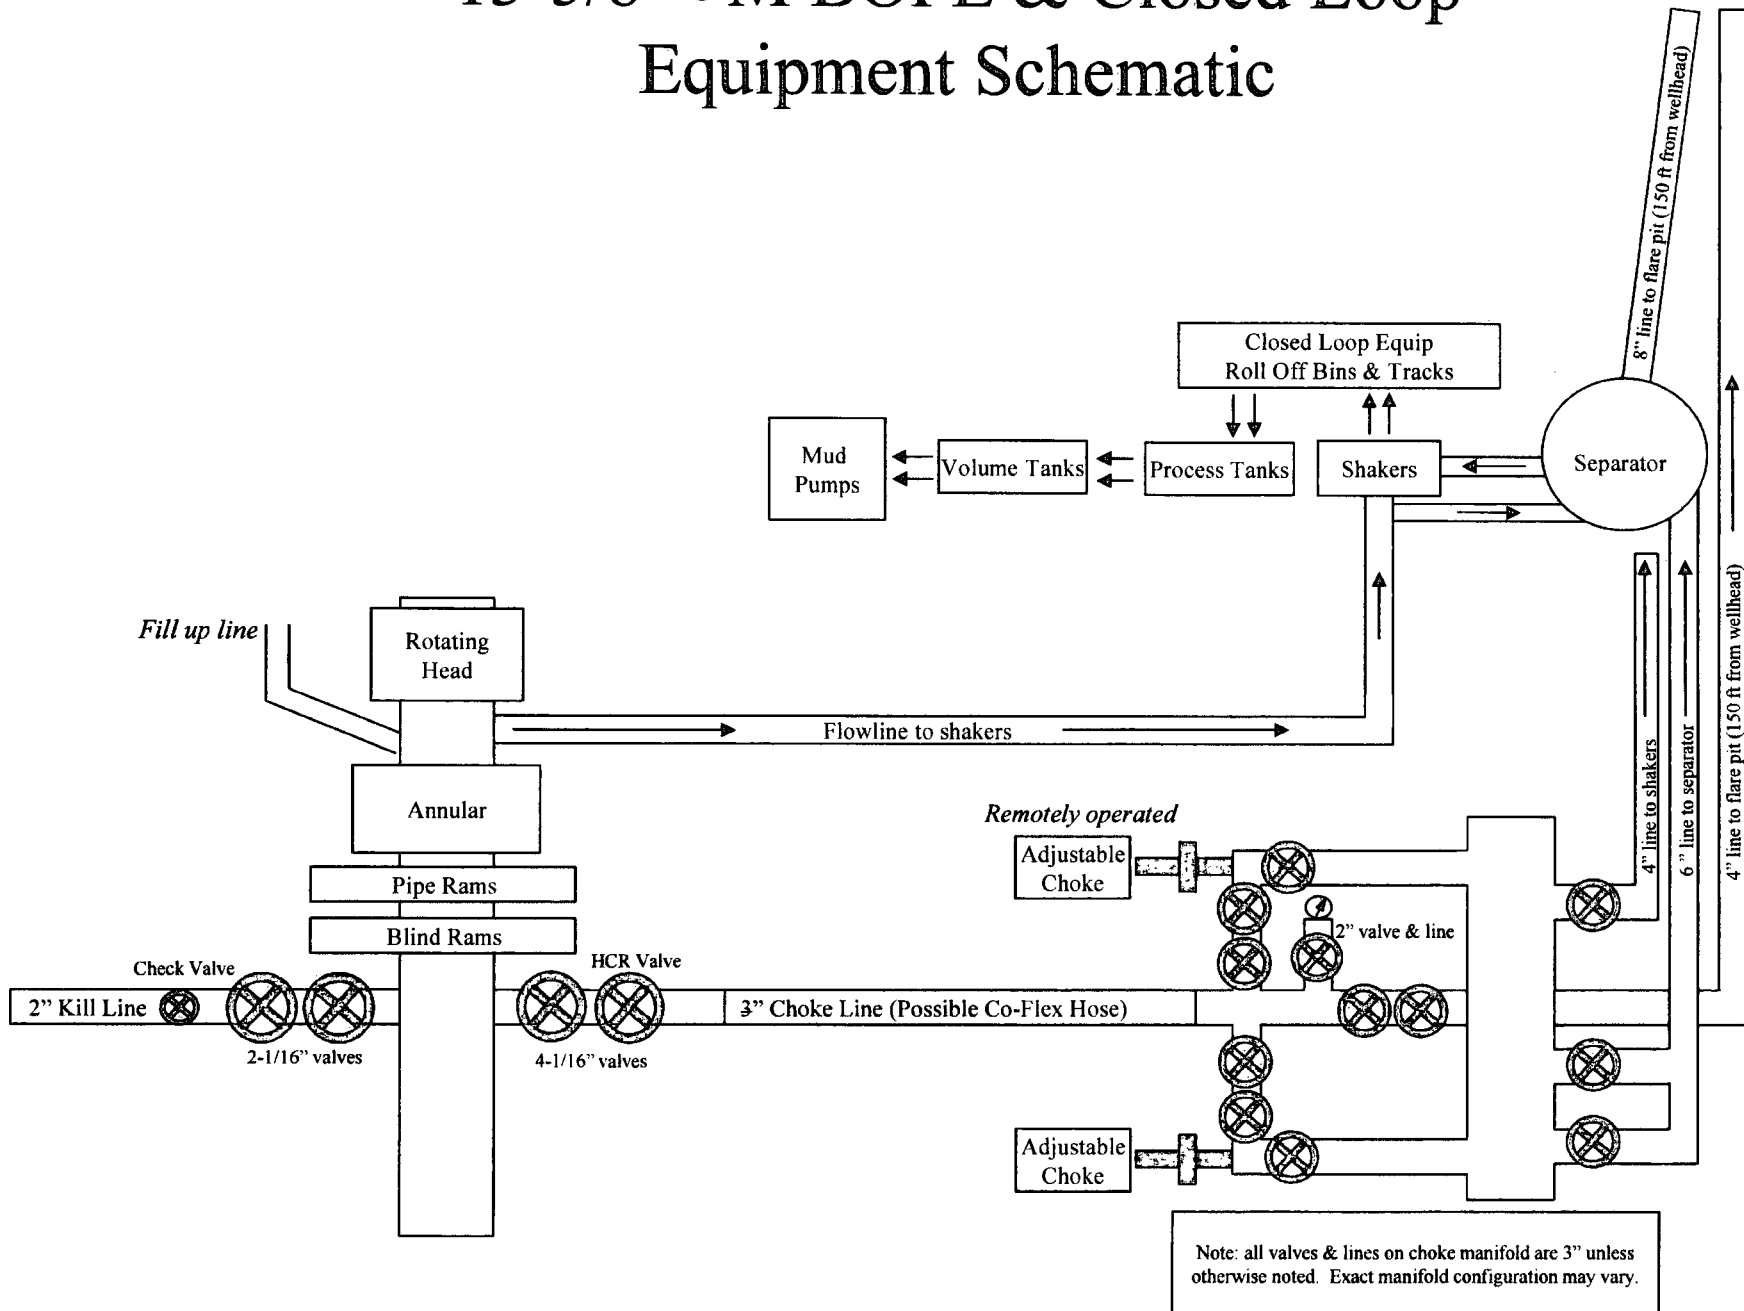 BOPE & Closed Loop
Equipment Schematic
8” line to flare pit (150 ft from wellhead)
Closed Loop Equip
Roll Off Bins & Tracks
Mud
Pumps
Volume Tanks
Process Tanks
Shakers
Separator
Fill up line
Rotating
Head
Flowline to shakers
Annular
Pipe Rams
Blind Rams
Remotely operated
Adjustable
Choke
4” line to shakers
6 ” line to separator
4” line to flare pit (150 ft from wellhead)
2” valve & line
Check Valve
HCR Valve
2” Kill Line
3” Choke Line (Possible Co-Flex Hose)
2-1/16” valves
4-1/16” valves
Adjustable
Choke
Note: all valves & lines on choke manifold are 3” unless
otherwise noted. Exact manifold configuration may vary.